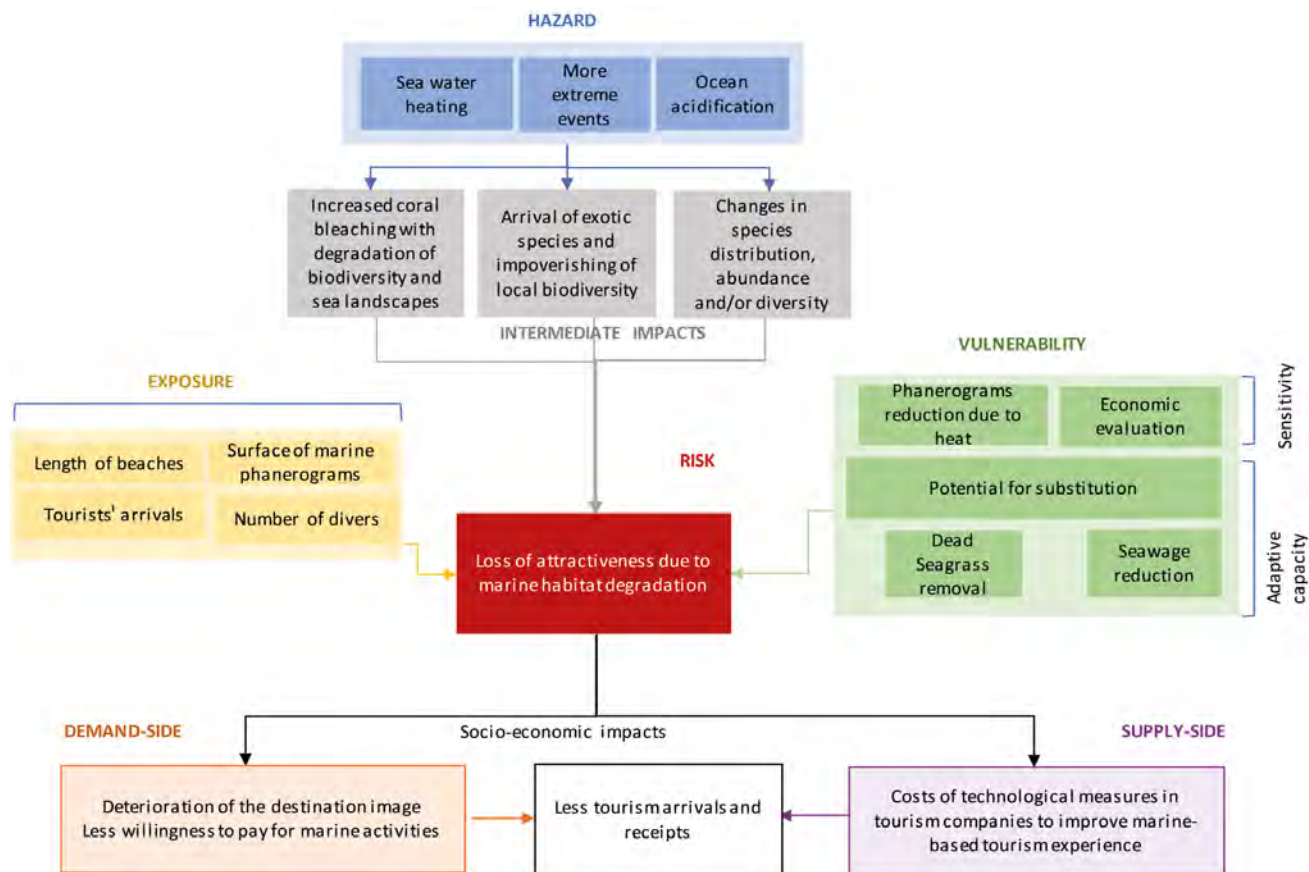 HAZARD
Sea water
heating
More
extreme
events
Ocean
acidification
Increased coral
bleaching with
degradation of
biodiversity and
sea landscapes
Arrival of exotic
species and
impoverishing of
local biodiversity
Changes in
species
distribution,
abundance
and/or diversity
INTERMEDIATE IMPACTS
EXPOSURE
Length of beaches
Surface of marine
phanerograms
Tourists' arrivals
Number of divers
VULNERABILITY
Phanerograms
reduction due to
heat
Economic
evaluation
Sensitivity
Potential for substitution
Dead
Seagrass
removal
Seawage
reduction
Adaptive
capacity
RISK
Loss of attractiveness due to
marine habitat degradation
DEMAND-SIDE
Socio-economic impacts
SUPPLY-SIDE
Deterioration of the destination image
Less willingness to pay for marine activities
Less tourism arrivals and
receipts
Costs of technological measures in
tourism companies to improve marine-
based tourism experience